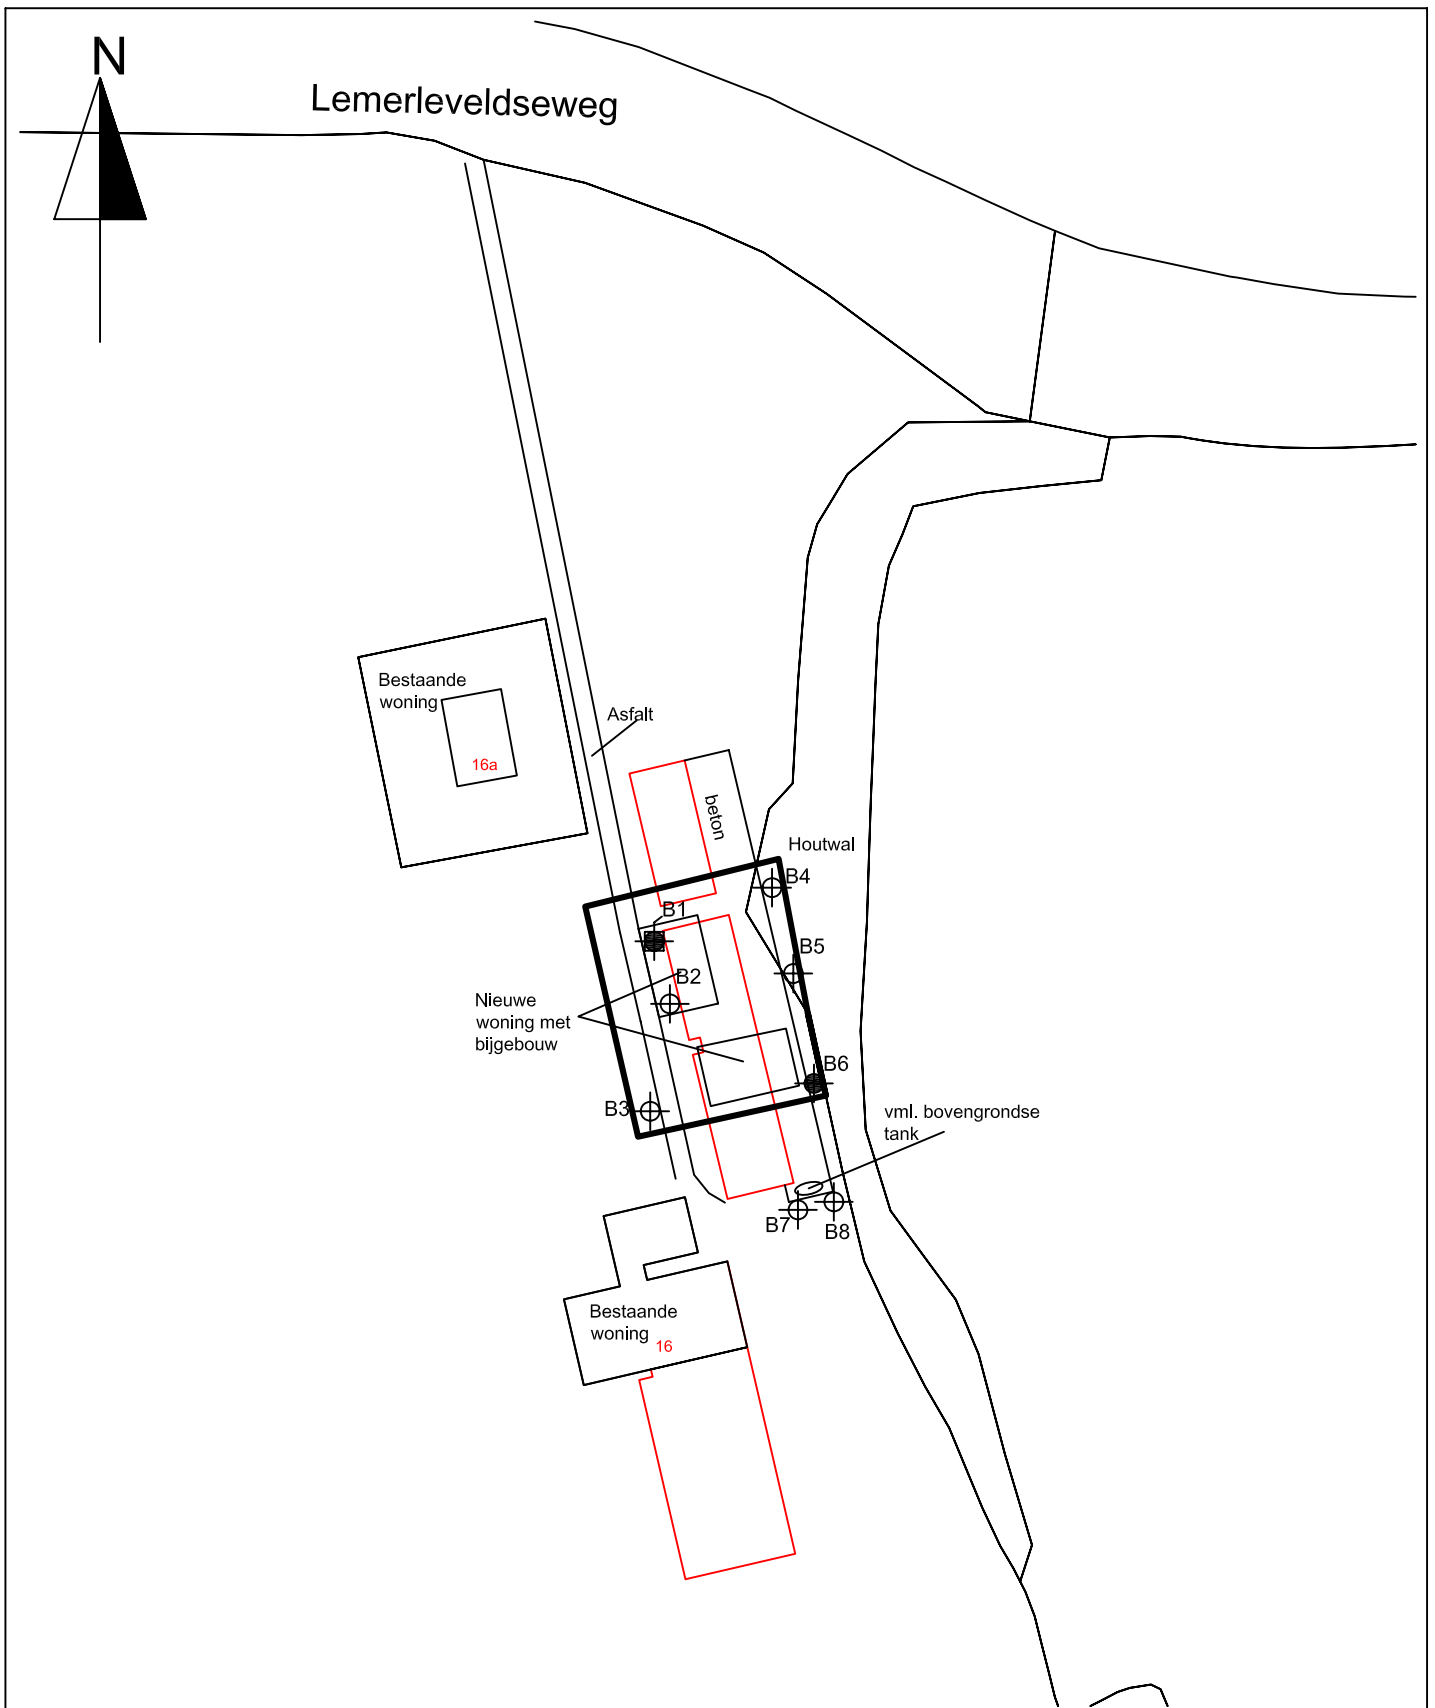 N
Lemerleveldseweg
Bestaande
woning
16a
Asfalt
beton
Houtwal
B4
B1
B5
B2
Nieuwe
woning met
bijgebouw
B6
B3
vml. bovengrondse
tank
B7
B8
Bestaande
woning
16